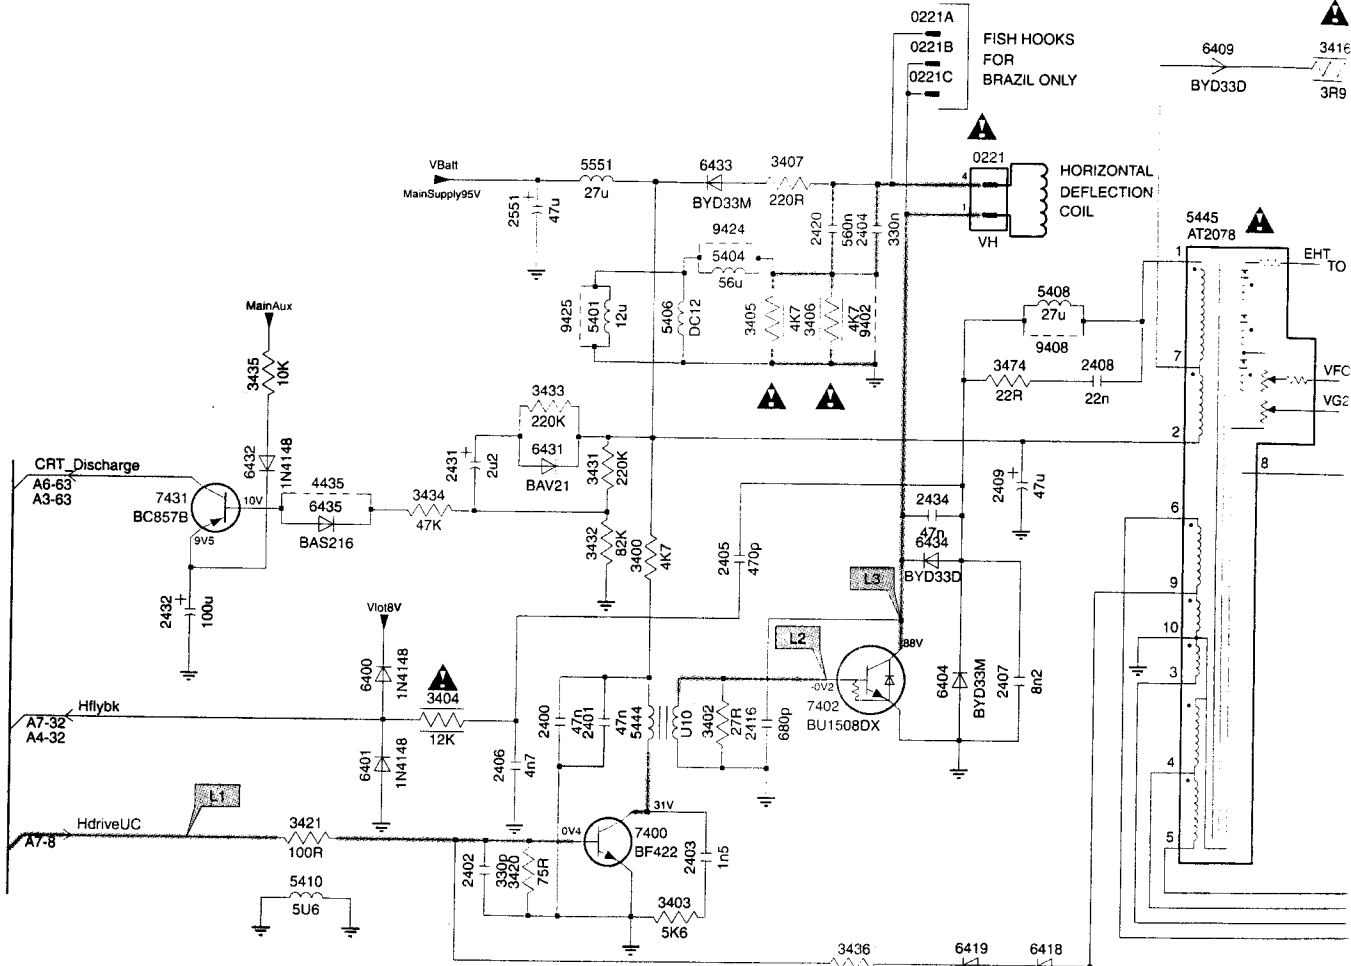 0221A
0221B
0221C
FISH HOOKS
FOR
BRAZIL ONLY
6409
BYD33D
3416
3R9
0221
4
1
VH
HORIZONTAL
DEFLECTION
COIL
VBatt
MainSupply95V
5551
27u
2551
+
47u
6433
BYD33M
3407
220R
2420
560n
2404
330n
9424
5404
56u
9425
5401
12u
5406
DC12
3405
4K7
3406
4K7
9402
5408
27u
9408
3474
22R
2408
22n
5445
AT2078
1
7
2
8
6
9
10
3
4
5
EHT
TO
VFC
VG2
MainAux
3435
10K
6432
1N4148
CRT_Discharge
A6-63
A3-63
7431
BC857B
10V
9V5
4435
6435
BAS216
3434
47K
2431
+
2u2
3433
220K
6431
BAV21
3431
220K
3432
82K
3400
4K7
2405
470p
2434
47n
6434
BYD33D
2409
+
47u
2432
+
100u
Vlot8V
6400
1N4148
3404
12K
Hflybk
A7-32
A4-32
6401
1N4148
2406
4n7
2400
47n
2401
47n
5444
U10
3402
27R
2416
680p
L3
L2
88V
-0V2
7402
BU1508DX
6404
BYD33M
2407
8n2
L1
HdriveUC
A7-8
3421
100R
5410
5U6
2402
330p
3420
75R
0V4
31V
7400
BF422
2403
1n5
3403
5K6
3436
6419
6418